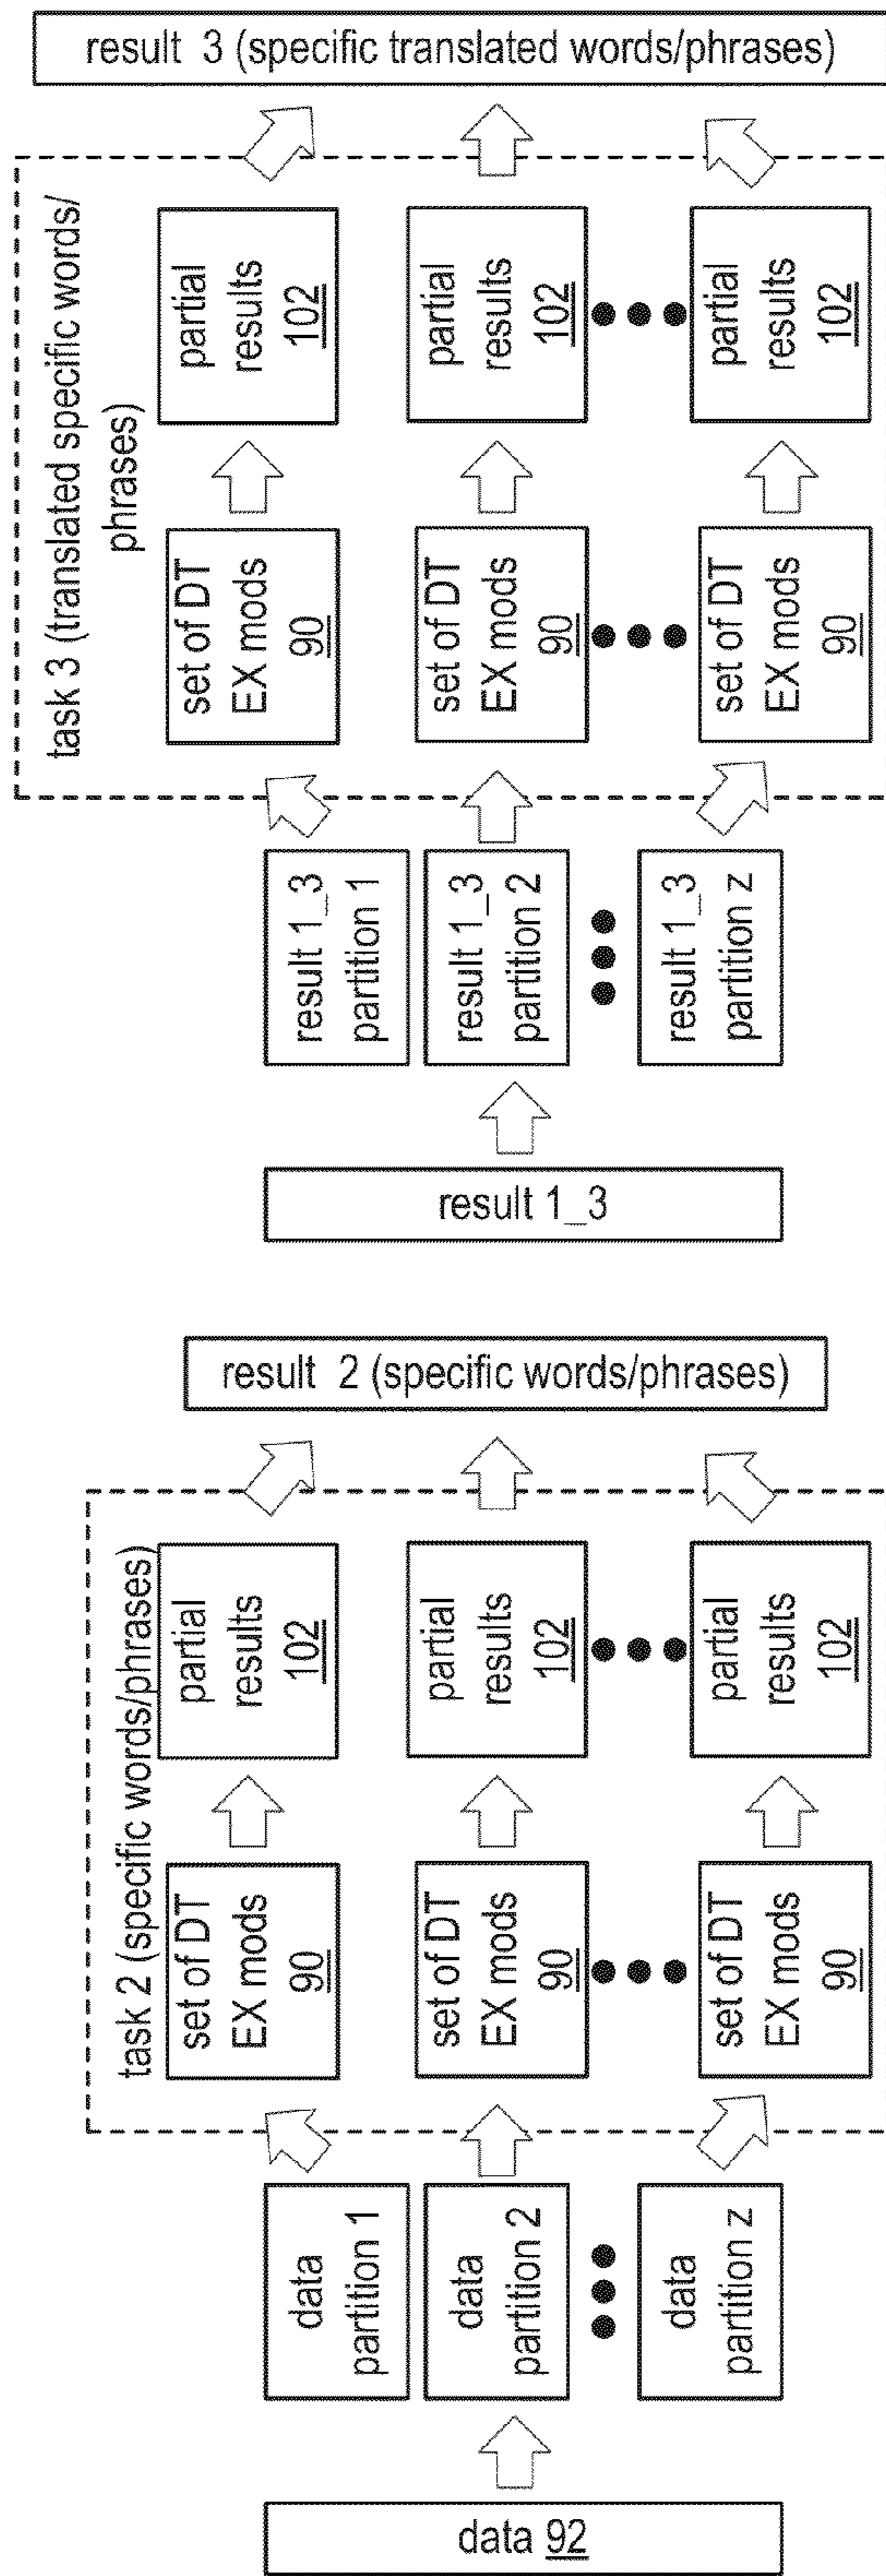 data 92
data
partition 1
data
partition 2
data
partition z
task 2 (specific words/phrases)
set of DT
EX mods
90
set of DT
EX mods
90
set of DT
EX mods
90
partial
results
102
partial
results
102
partial
results
102
result 2 (specific words/phrases)
result 1_3
result 1_3
partition 1
result 1_3
partition 2
result 1_3
partition z
task 3 (translated specific words/
phrases)
set of DT
EX mods
90
set of DT
EX mods
90
set of DT
EX mods
90
partial
results
102
partial
results
102
partial
results
102
result 3 (specific translated words/phrases)